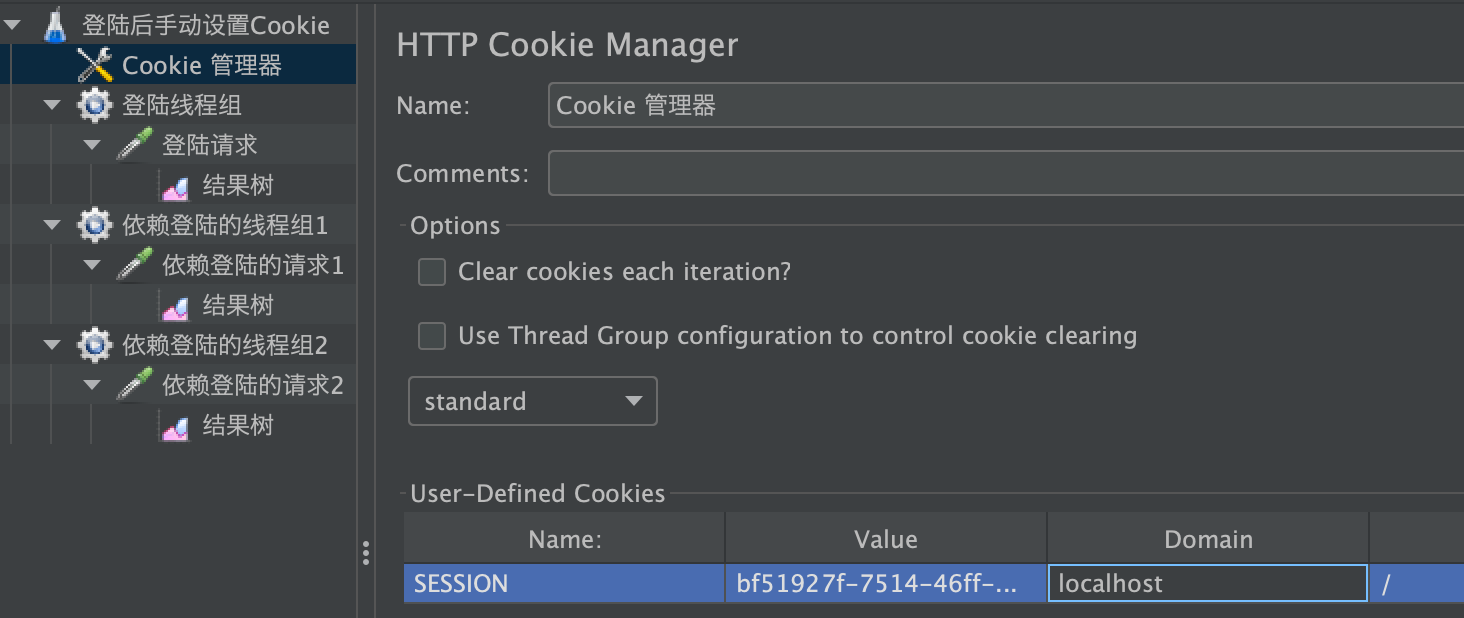 登陆后手动设置Cookie
Cookie 管理器
登陆线程组
登陆请求
结果树
依赖登陆的线程组1
依赖登陆的请求1
结果树
依赖登陆的线程组2
依赖登陆的请求2
结果树
HTTP Cookie Manager
Name: Cookie 管理器
Comments:
Options
Clear cookies each iteration?
Use Thread Group configuration to control cookie clearing
standard
User-Defined Cookies
Name: Value Domain
SESSION bf51927f-7514-46ff-... localhost /